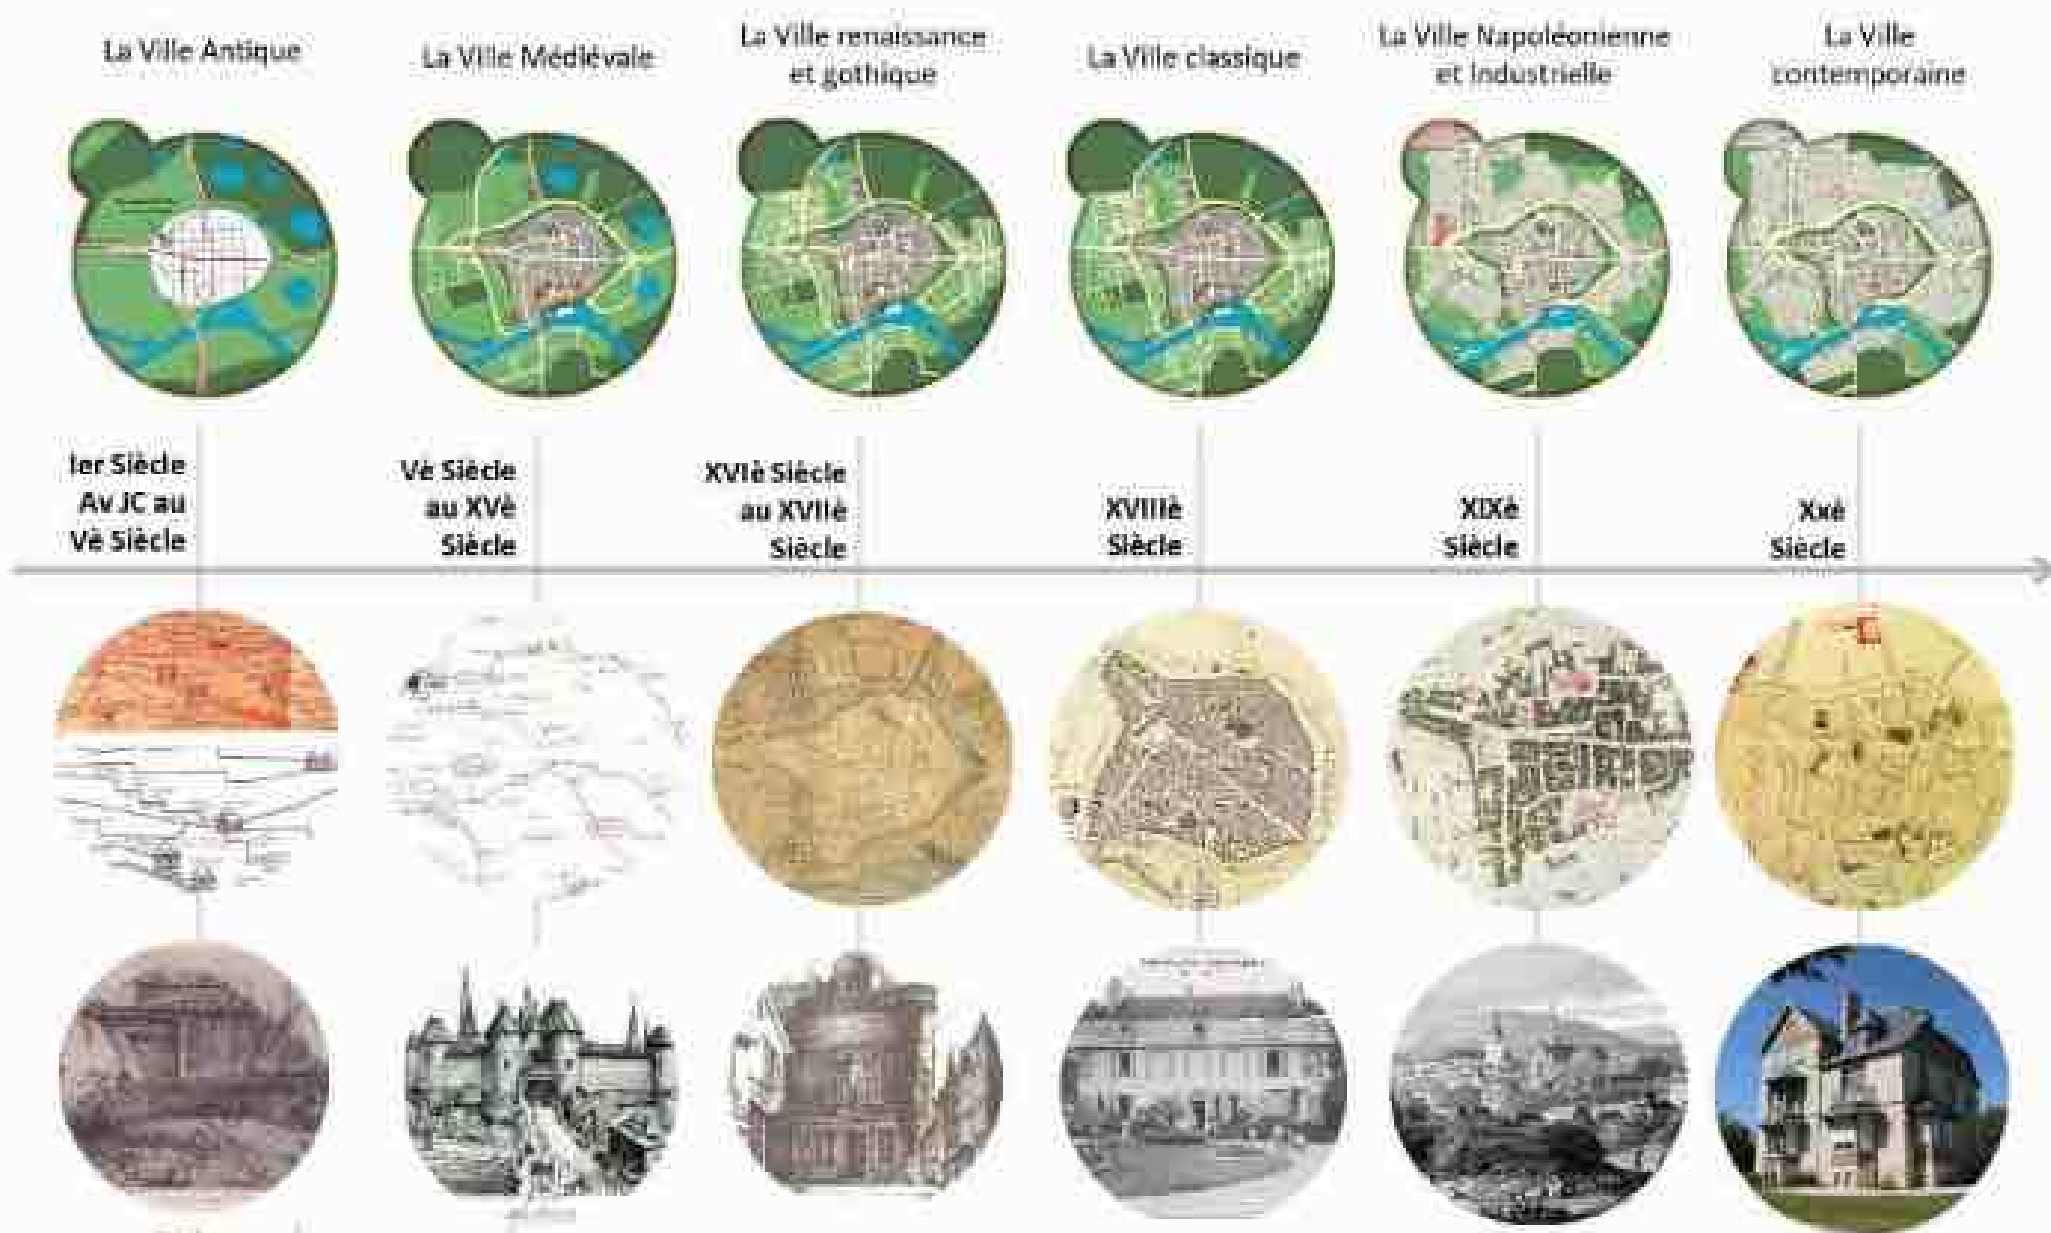 La Ville Antique
La Ville Médiévale
La Ville renaissance
et gothique
La Ville classique
La Ville Napoléonienne
et Industrielle
La Ville
contemporaine
Ier Siècle
Av JC au
Vè Siècle
Vè Siècle
au XVè
Siècle
XVIè Siècle
au XVIIè
Siècle
XVIIIè
Siècle
XIXè
Siècle
Xxè
Siècle